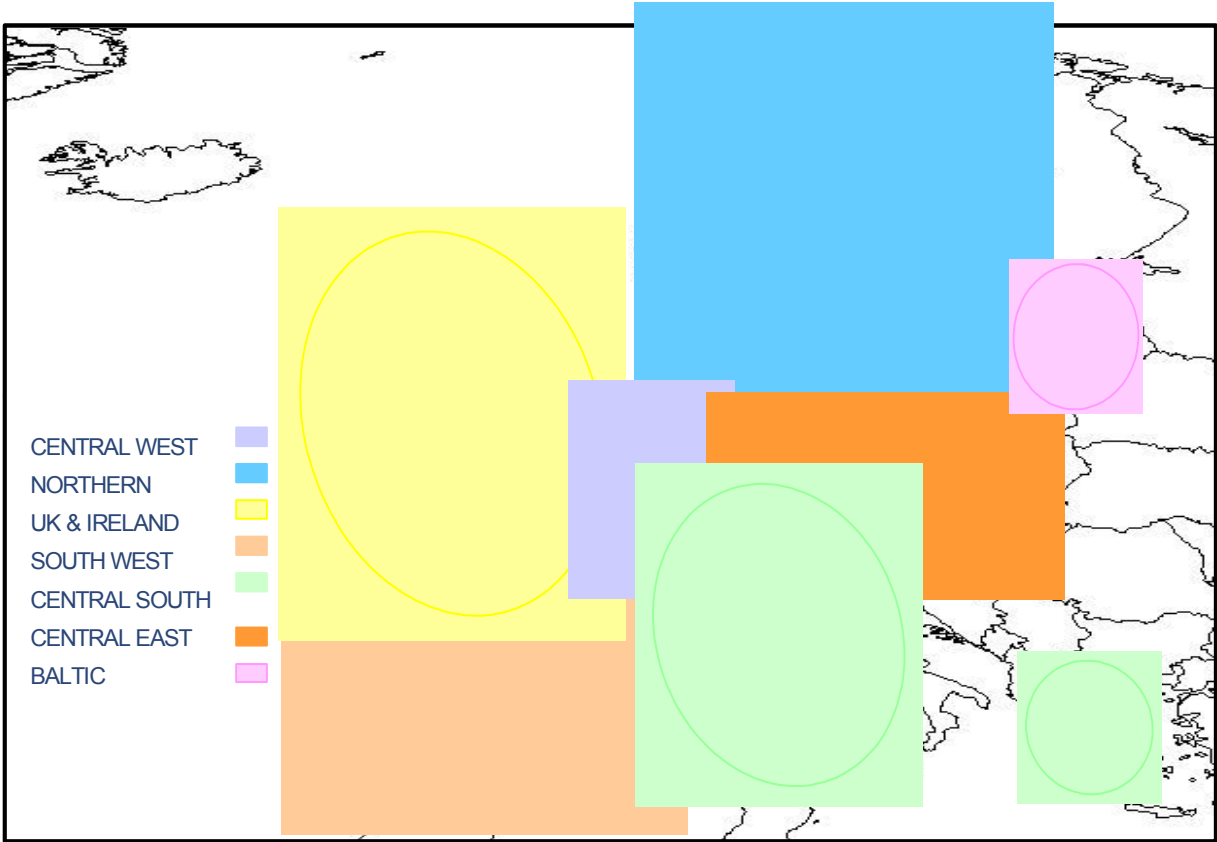 CENTRAL WEST
NORTHERN
UK & IRELAND
SOUTH WEST
CENTRAL SOUTH
CENTRAL EAST
BALTIC